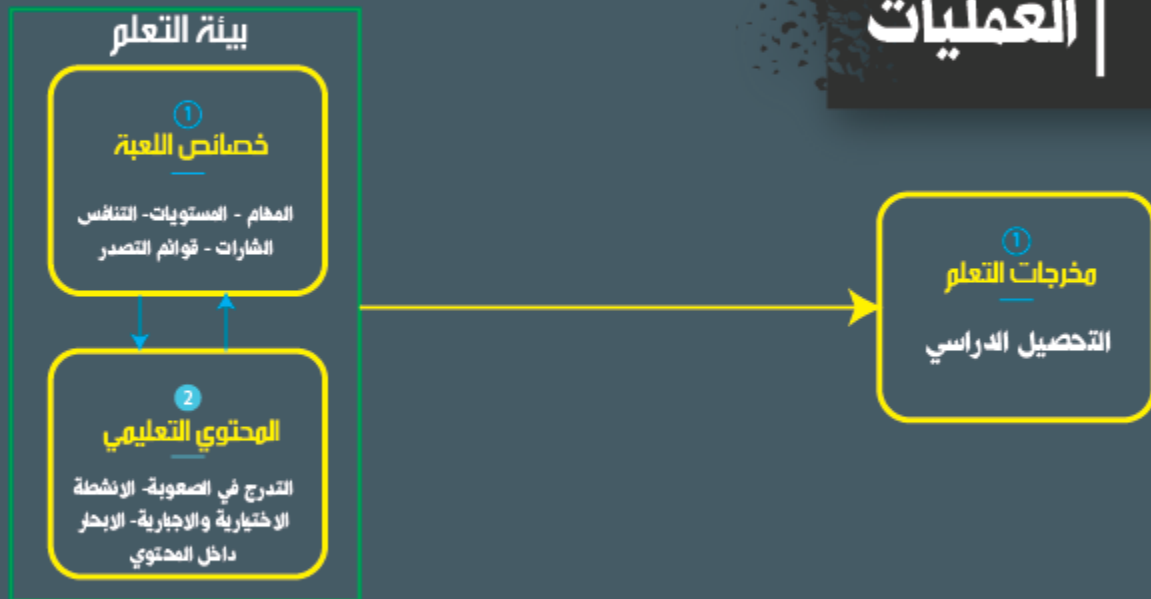 العمليات
بيئة التعلم
1
خصائص اللعبة
المهام - المستويات- التنافس
الشارات - قوائم التصدر
2
المحتوي التعليمي
التدرج في الصعوبة- الانشطة
الاختيارية والاجبارية- الابحار
داخل المحتوي
1
مخرجات التعلم
التحصيل الدراسي